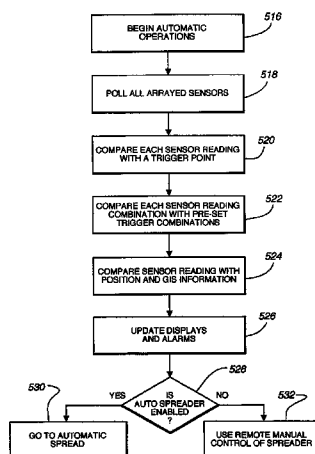 516
BEGIN AUTOMATIC
OPERATIONS
518
POLL ALL ARRAYED SENSORS
520
COMPARE EACH SENSOR READING
WITH A TRIGGER POINT
522
COMPARE EACH SENSOR READING
COMBINATION WITH PRE-SET
TRIGGER COMBINATIONS
524
COMPARE SENSOR READING WITH
POSITION AND GIS INFORMATION
526
UPDATE DISPLAYS
AND ALARMS
528
530
YES
IS
AUTO SPREADER
ENABLED
?
NO
532
GO TO AUTOMATIC
SPREAD
USE REMOTE MANUAL
CONTROL OF SPREADER